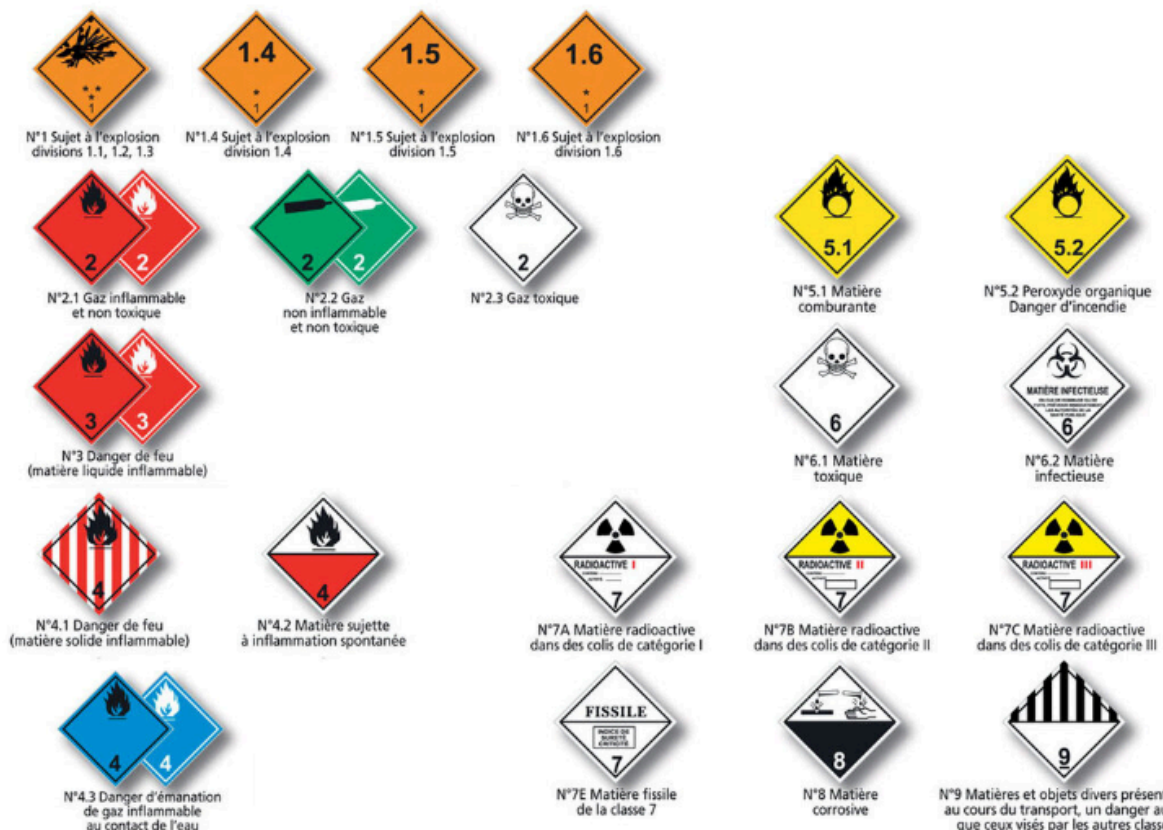 * *
*
1
1.4
*
1
1.5
*
1
1.6
*
1
N°1 Sujet à l'explosion
divisions 1.1, 1.2, 1.3
N°1.4 Sujet à l'explosion
division 1.4
N°1.5 Sujet à l'explosion
division 1.5
N°1.6 Sujet à l'explosion
division 1.6
2
2
2
2
2
5.1
5.2
N°2.1 Gaz inflammable
et non toxique
N°2.2 Gaz
non inflammable
et non toxique
N°2.3 Gaz toxique
N°5.1 Matière
comburante
N°5.2 Peroxyde organique
Danger d'incendie
3
3
6
MATIÈRE INFECTIEUSE
6
N°3 Danger de feu
(matière liquide inflammable)
N°6.1 Matière
toxique
N°6.2 Matière
infectieuse
4
4
RADIOACTIVE I
7
RADIOACTIVE II
7
RADIOACTIVE III
7
N°4.1 Danger de feu
(matière solide inflammable)
N°4.2 Matière sujette
à inflammation spontanée
N°7A Matière radioactive
dans des colis de catégorie I
N°7B Matière radioactive
dans des colis de catégorie II
N°7C Matière radioactive
dans des colis de catégorie III
4
4
FISSILE
INDICE DE
SURETÉ
CRITICITÉ
7
8
9
N°4.3 Danger d'émanation
de gaz inflammable
au contact de l'eau
N°7E Matière fissile
de la classe 7
N°8 Matière
corrosive
N°9 Matières et objets divers présent
au cours du transport, un danger au
que ceux visés par les autres classe